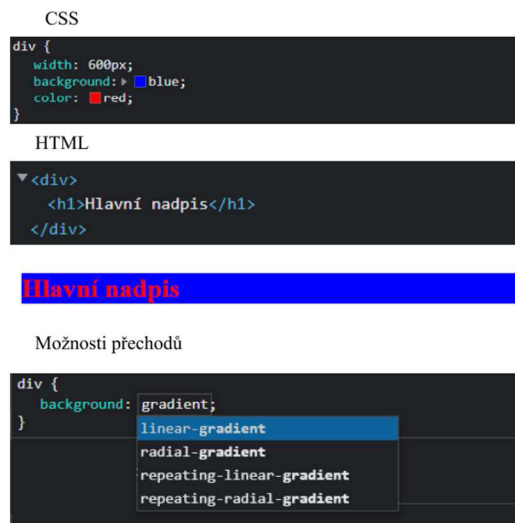 CSS
div {
width: 600px;
background: blue;
color: red;
}
HTML
<div>
<h1>Hlavní nadpis</h1>
</div>
Hlavní nadpis
Možnosti přechodů
div {
background: gradient;
}
linear-gradient
radial-gradient
repeating-linear-gradient
repeating-radial-gradient